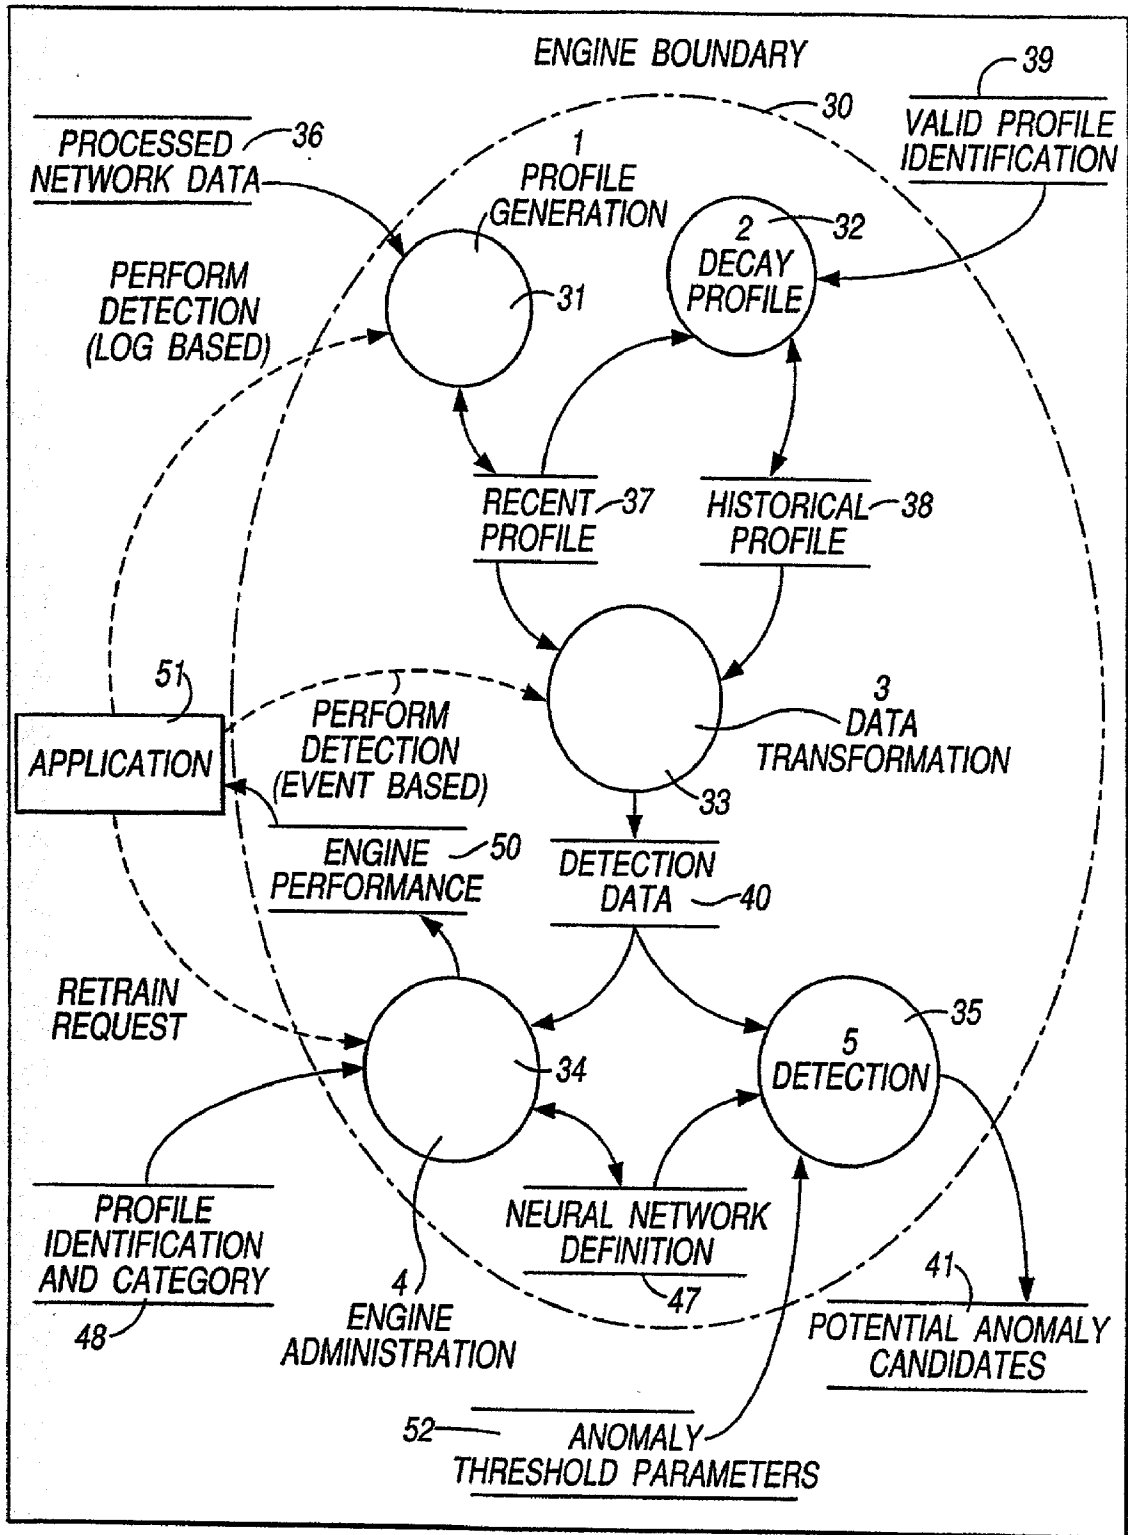 ENGINE BOUNDARY
39
30
VALID PROFILE
IDENTIFICATION
PROCESSED
NETWORK DATA
36
1
PROFILE
GENERATION
2
DECAY
PROFILE
32
PERFORM
DETECTION
(LOG BASED)
31
RECENT
PROFILE
37
HISTORICAL
PROFILE
38
51
APPLICATION
PERFORM
DETECTION
(EVENT BASED)
3
DATA
TRANSFORMATION
33
ENGINE
PERFORMANCE
50
DETECTION
DATA
40
RETRAIN
REQUEST
34
35
5
DETECTION
PROFILE
IDENTIFICATION
AND CATEGORY
48
4
ENGINE
ADMINISTRATION
NEURAL NETWORK
DEFINITION
47
41
POTENTIAL ANOMALY
CANDIDATES
52
ANOMALY
THRESHOLD PARAMETERS